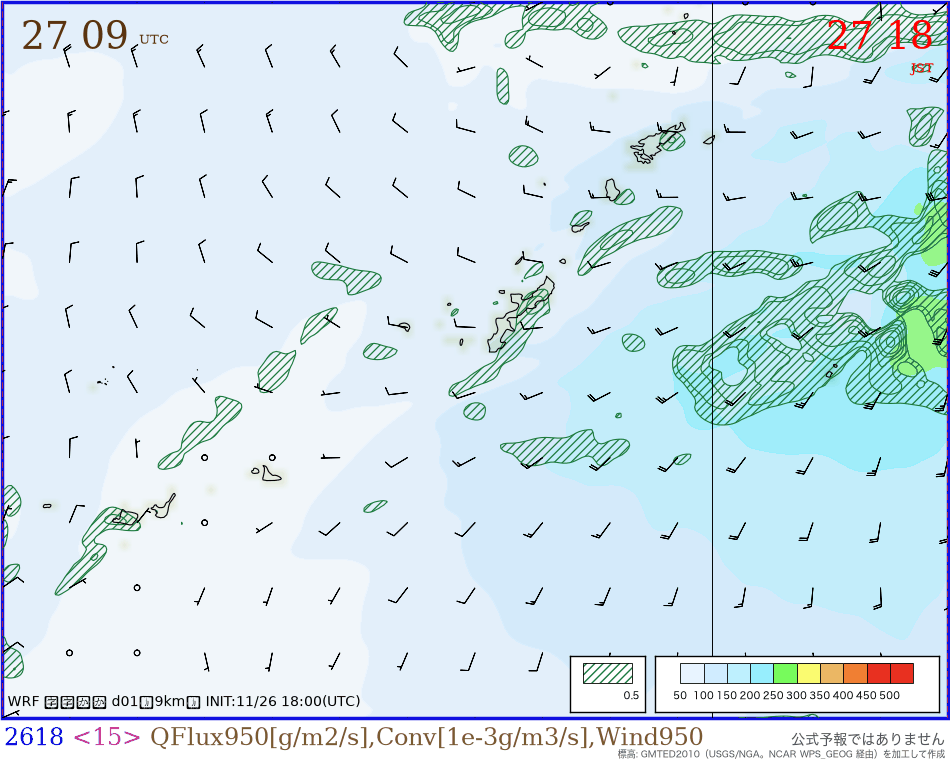 27 09 UTC
27 18
JST
0.5
50 100 150 200 250 300 350 400 450 500
WRF d01 9km INIT:11/26 18:00(UTC)
2618 <15> QFlux950[g/m2/s],Conv[1e-3g/m3/s],Wind950
公式予報ではありません
標高: GMTED2010（USGS/NGA。NCAR WPS_GEOG 経由）を加工して作成